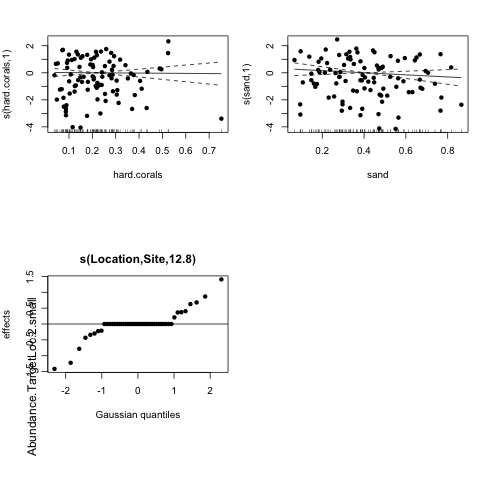 s(hard.corals,1)
2
0
-2
-4
0.1 0.2 0.3 0.4 0.5 0.6 0.7
hard.corals
s(sand,1)
2
0
-2
-4
0.2 0.4 0.6 0.8
sand
s(Location,Site,12.8)
effects
1.5
-2 -1 0 1 2
Gaussian quantiles